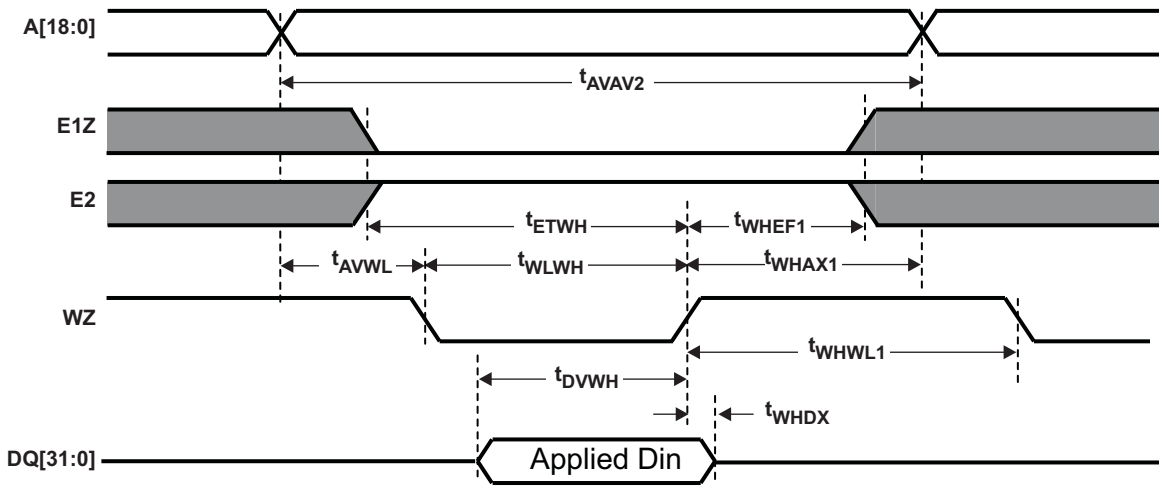 A[18:0]
tAVAV2
E1Z
E2
tETWH tWHEF1
tAVWL tWLWH tWHAX1
WZ
tWHWL1
tDVWH
tWHDX
DQ[31:0] Applied Din